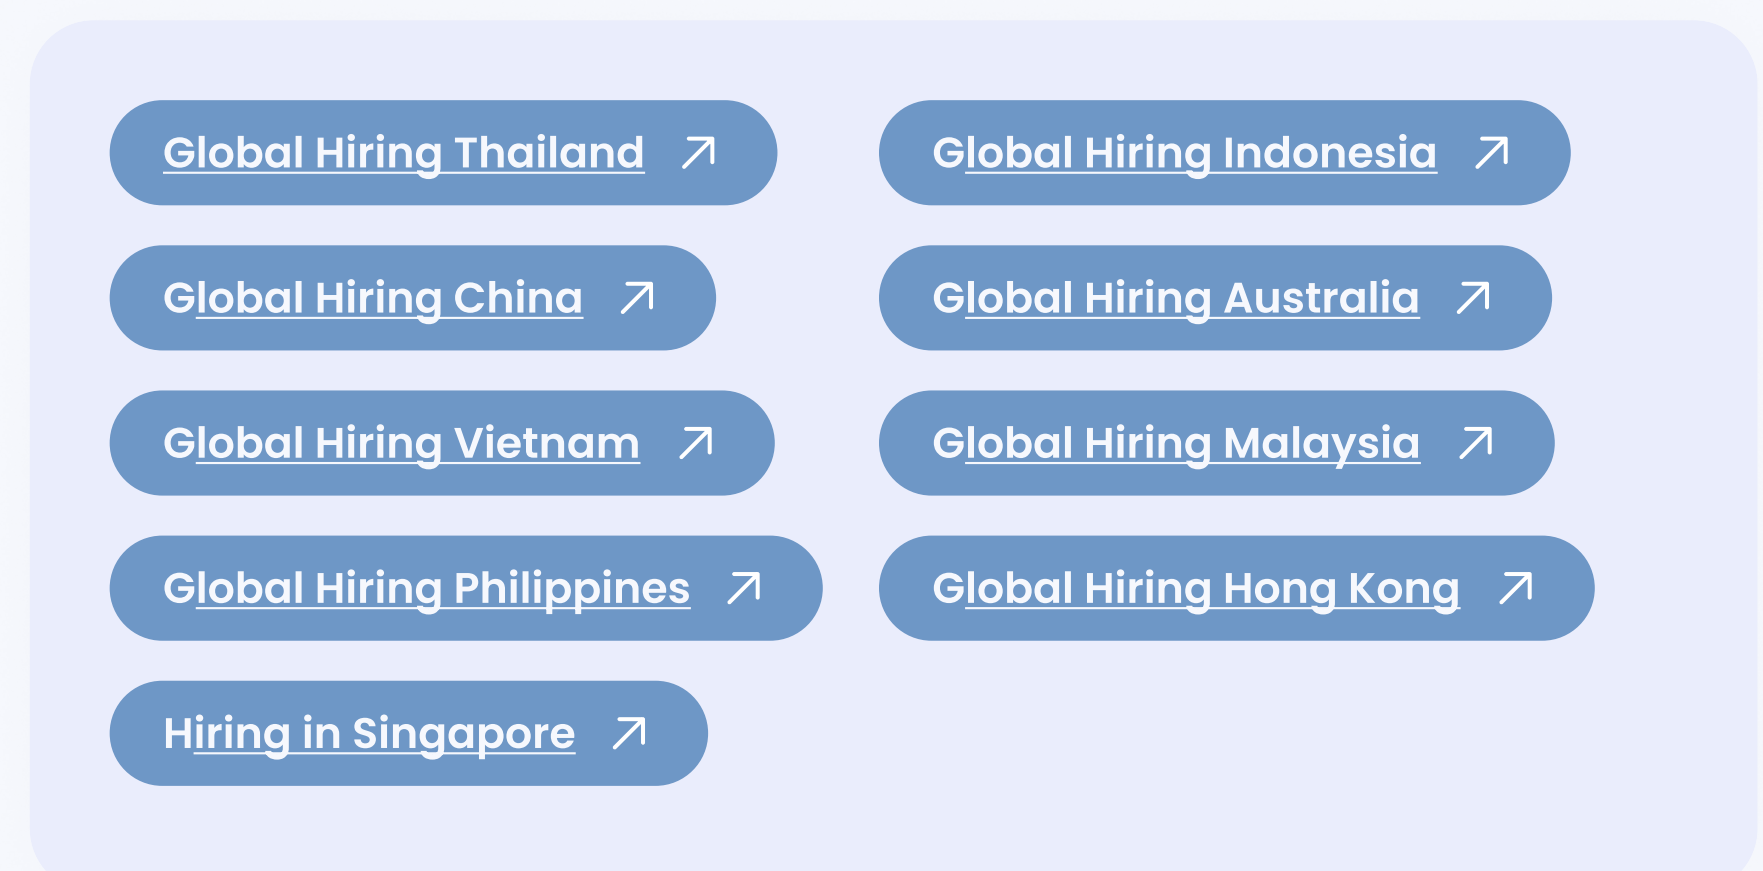 Global Hiring Thailand
Global Hiring Indonesia
Global Hiring China
Global Hiring Australia
Global Hiring Vietnam
Global Hiring Malaysia
Global Hiring Philippines
Global Hiring Hong Kong
Hiring in Singapore